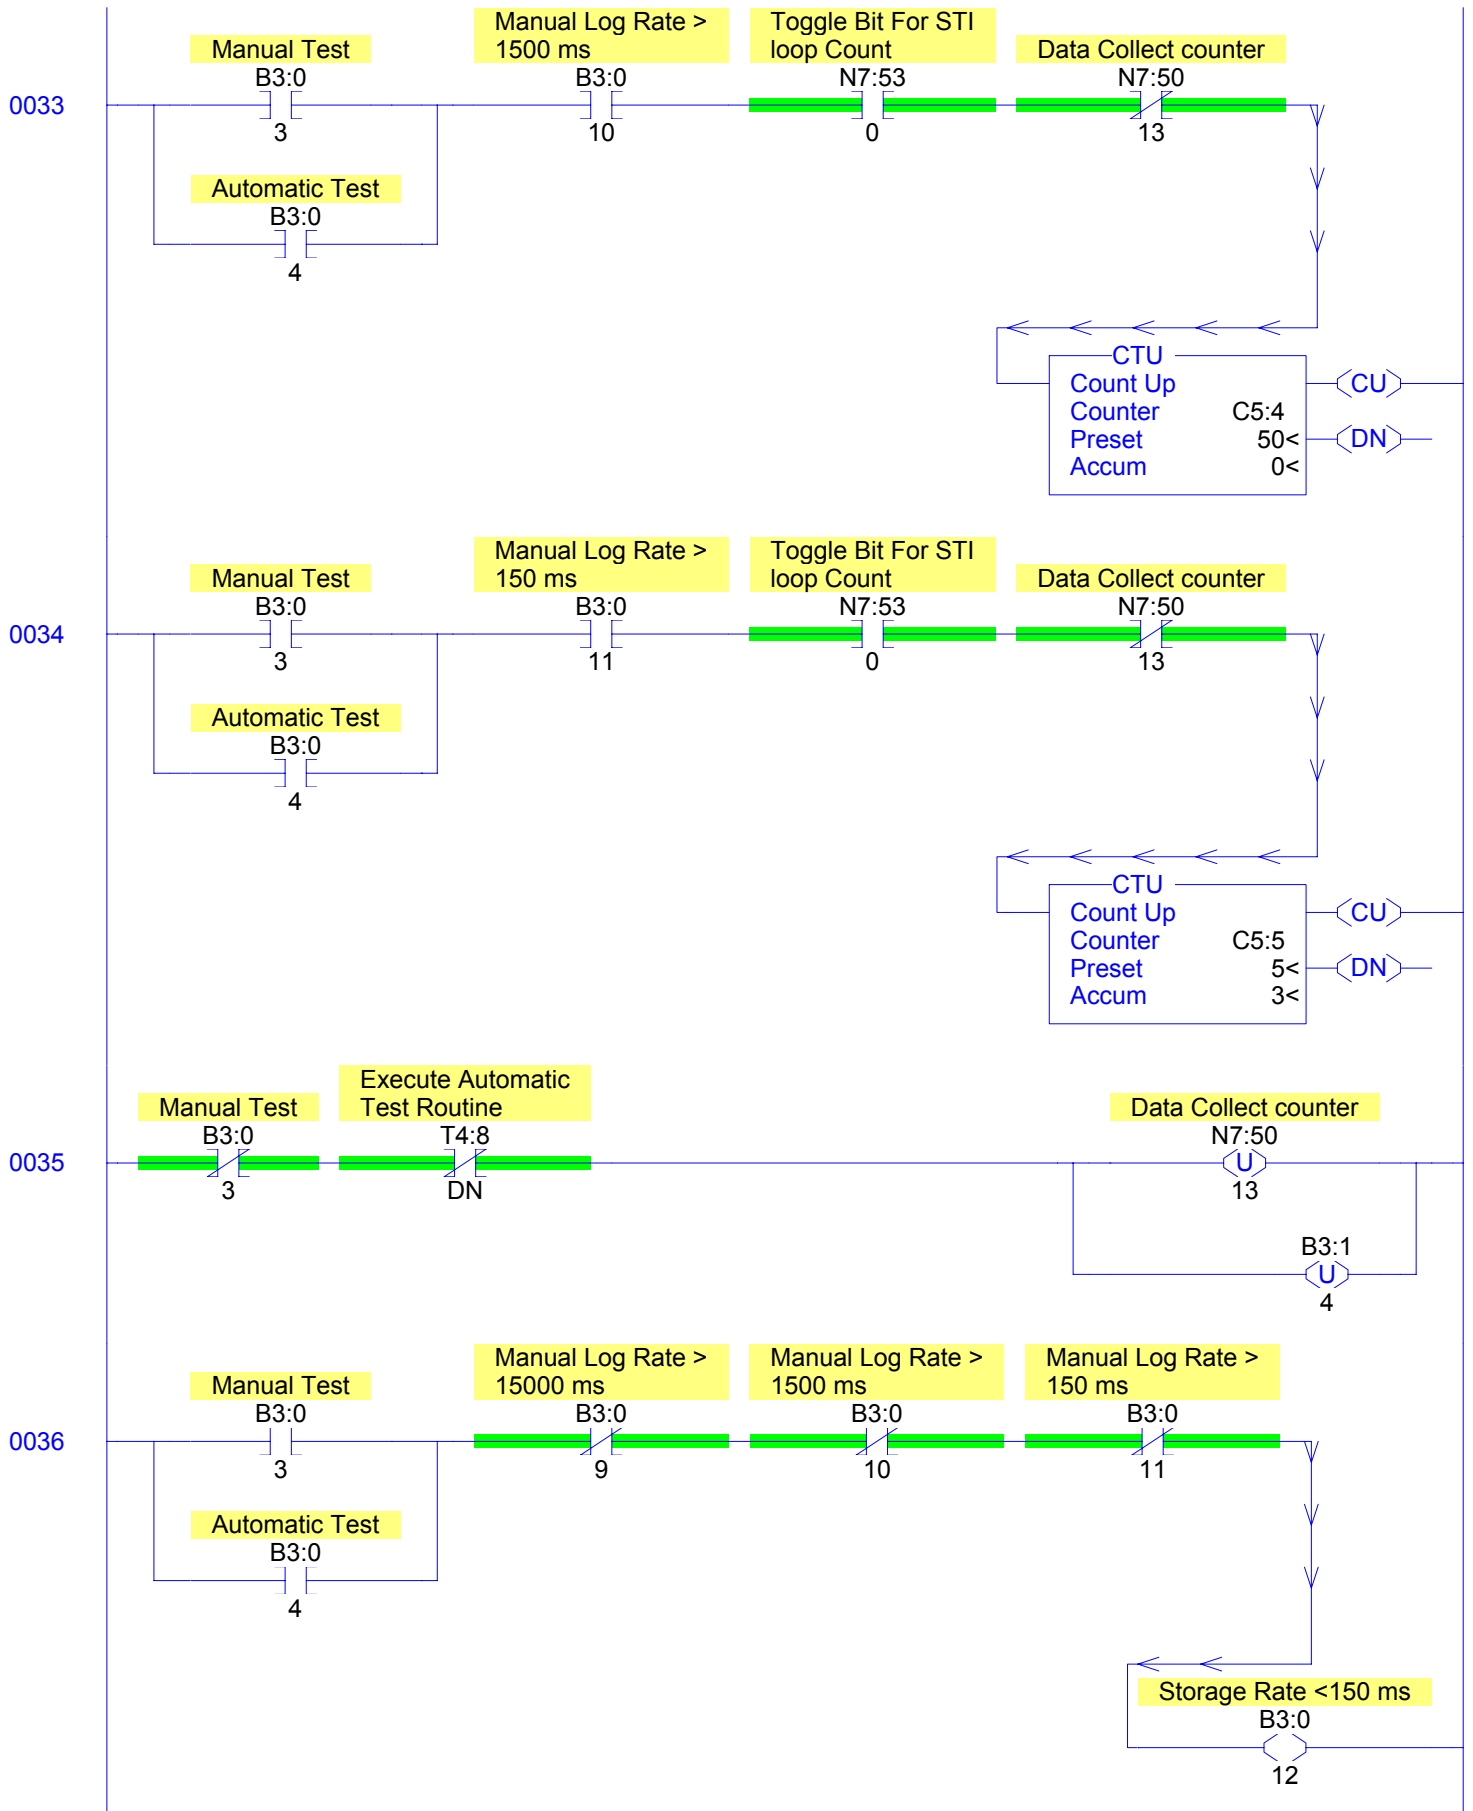 Manual Log Rate >
1500 ms
Toggle Bit For STI
loop Count
Manual Test
Data Collect counter
B3:0
B3:0
N7:53
N7:50
0033
3
10
0
13
Automatic Test
B3:0
4
CTU
Count Up
CU
Counter C5:4
Preset 50<
DN
Accum 0<
Manual Log Rate >
150 ms
Toggle Bit For STI
loop Count
Manual Test
Data Collect counter
B3:0
B3:0
N7:53
N7:50
0034
3
11
0
13
Automatic Test
B3:0
4
CTU
Count Up
CU
Counter C5:5
Preset 5<
DN
Accum 3<
Execute Automatic
Test Routine
Manual Test
Data Collect counter
B3:0
T4:8
N7:50
0035
U
3
DN
13
B3:1
U
4
Manual Log Rate >
15000 ms
Manual Log Rate >
1500 ms
Manual Log Rate >
150 ms
Manual Test
B3:0
B3:0
B3:0
B3:0
0036
3
9
10
11
Automatic Test
B3:0
4
Storage Rate <150 ms
B3:0
12